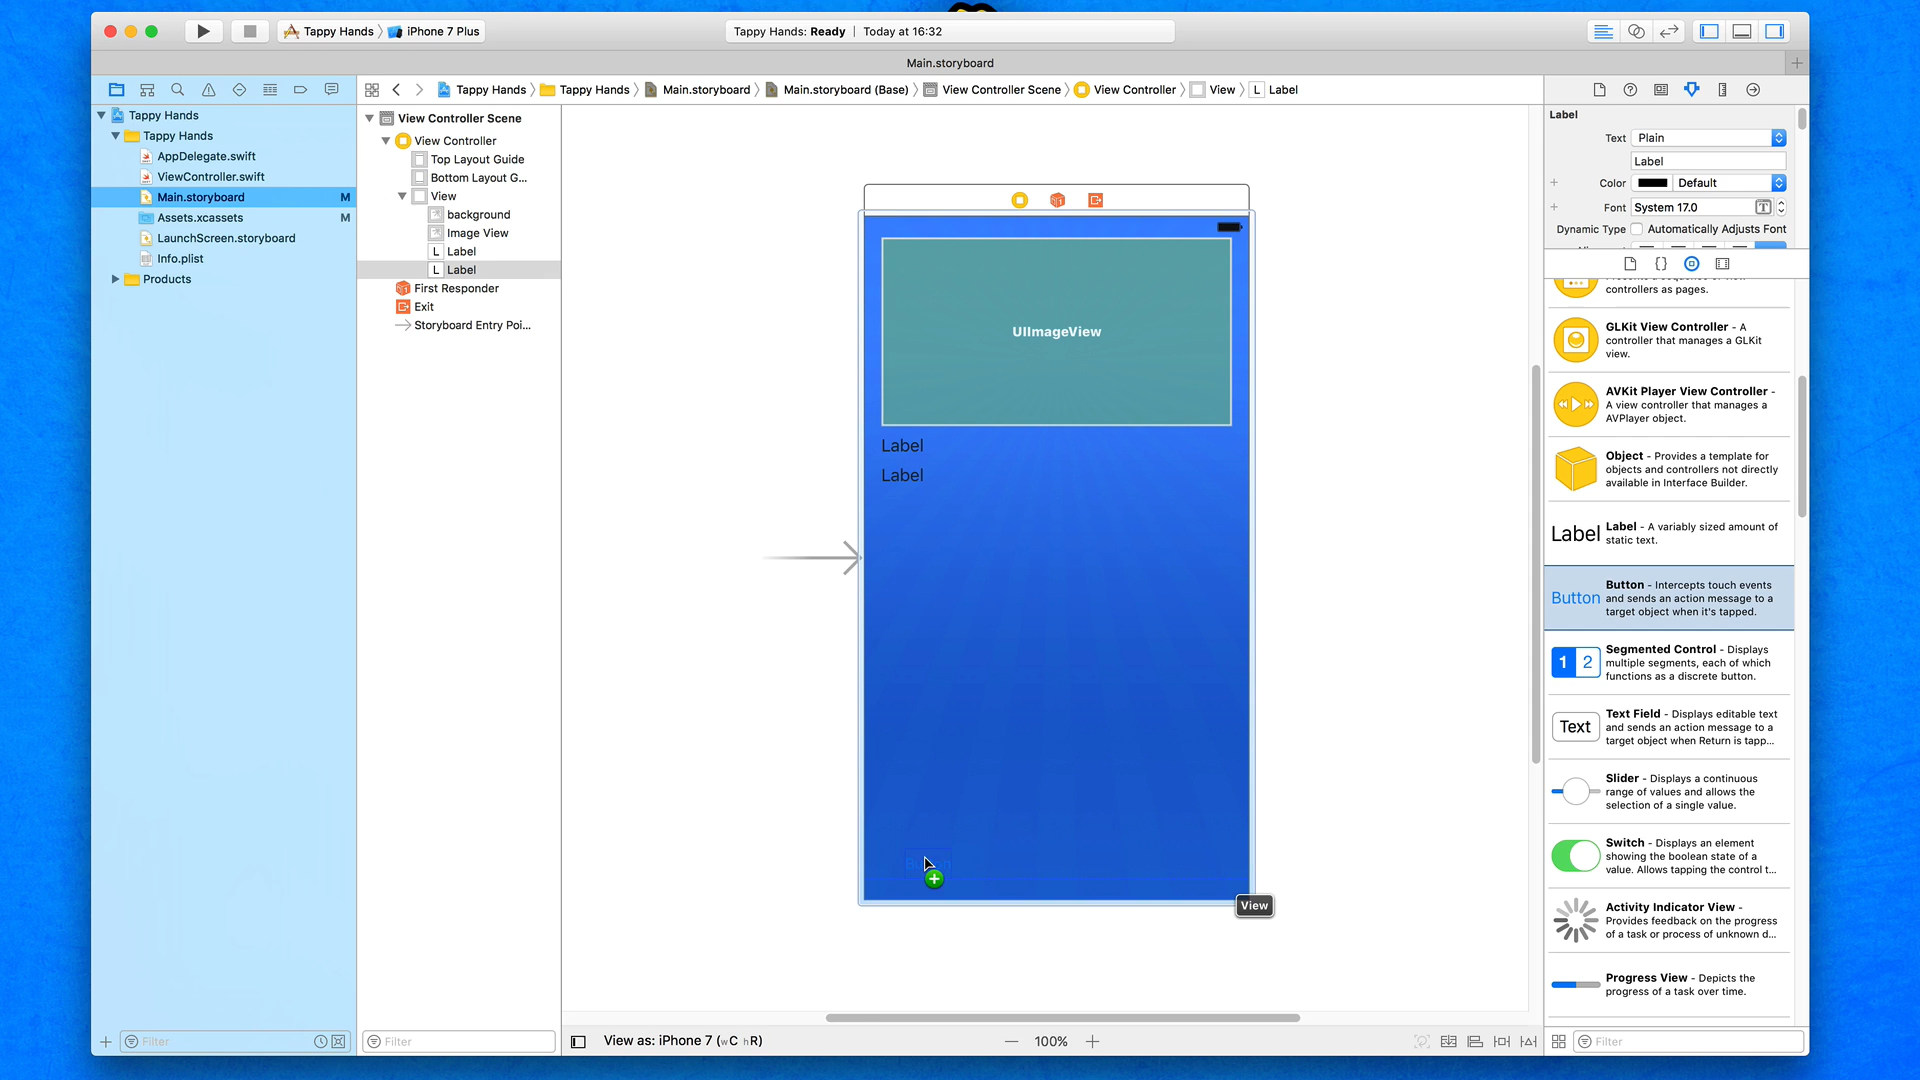 Tappy Hands
iPhone 7 Plus
Tappy Hands: Ready | Today at 16:32
Main.storyboard
Tappy Hands
Tappy Hands
Main.storyboard
Main.storyboard (Base)
View Controller Scene
View Controller
View
L Label
Tappy Hands
Tappy Hands
AppDelegate.swift
ViewController.swift
Main.storyboard M
Assets.xcassets M
LaunchScreen.storyboard
Info.plist
Products
Filter
View Controller Scene
View Controller
Top Layout Guide
Bottom Layout G...
View
background
Image View
L Label
L Label
First Responder
Exit
Storyboard Entry Poi...
Filter
UIImageView
Label
Label
View
View as: iPhone 7 (wC hR)
100%
Label
Text Plain
Label
Color Default
Font System 17.0 T
Dynamic Type Automatically Adjusts Font
controllers as pages.
GLKit View Controller - A
controller that manages a GLKit
view.
AVKit Player View Controller -
A view controller that manages a
AVPlayer object.
Object - Provides a template for
objects and controllers not directly
available in Interface Builder.
Label
Label - A variably sized amount of
static text.
Button
Button - Intercepts touch events
and sends an action message to a
target object when it's tapped.
1 2
Segmented Control - Displays
multiple segments, each of which
functions as a discrete button.
Text
Text Field - Displays editable text
and sends an action message to a
target object when Return is tapp...
Slider - Displays a continuous
range of values and allows the
selection of a single value.
Switch - Displays an element
showing the boolean state of a
value. Allows tapping the control t...
Activity Indicator View -
Provides feedback on the progress
of a task or process of unknown d...
Progress View - Depicts the
progress of a task over time.
Filter